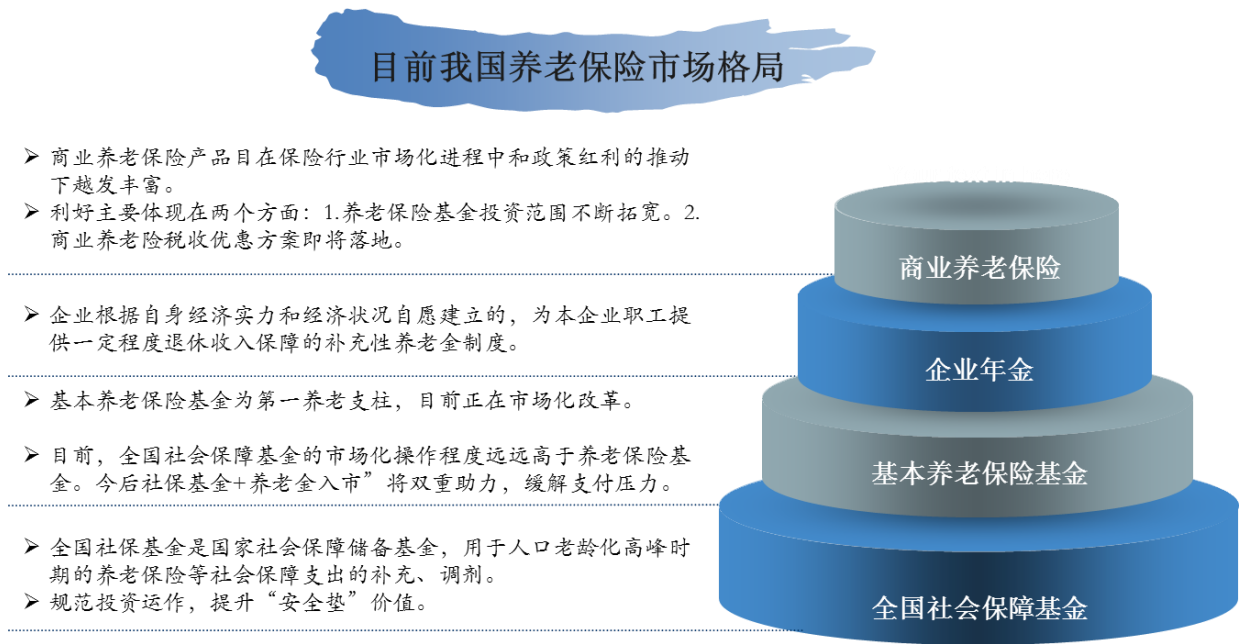 目前我国养老保险市场格局
➢ 商业养老保险产品目在保险行业市场化进程中和政策红利的推动
下越发丰富。
➢ 利好主要体现在两个方面：1.养老保险基金投资范围不断拓宽。2.
商业养老险税收优惠方案即将落地。
商业养老保险
➢ 企业根据自身经济实力和经济状况自愿建立的，为本企业职工提
供一定程度退休收入保障的补充性养老金制度。
企业年金
➢ 基本养老保险基金为第一养老支柱，目前正在市场化改革。
➢ 目前，全国社会保障基金的市场化操作程度远远高于养老保险基
金。今后社保基金+养老金入市”将双重助力，缓解支付压力。
基本养老保险基金
➢ 全国社保基金是国家社会保障储备基金，用于人口老龄化高峰时
期的养老保险等社会保障支出的补充、调剂。
➢ 规范投资运作，提升“安全垫”价值。
全国社会保障基金